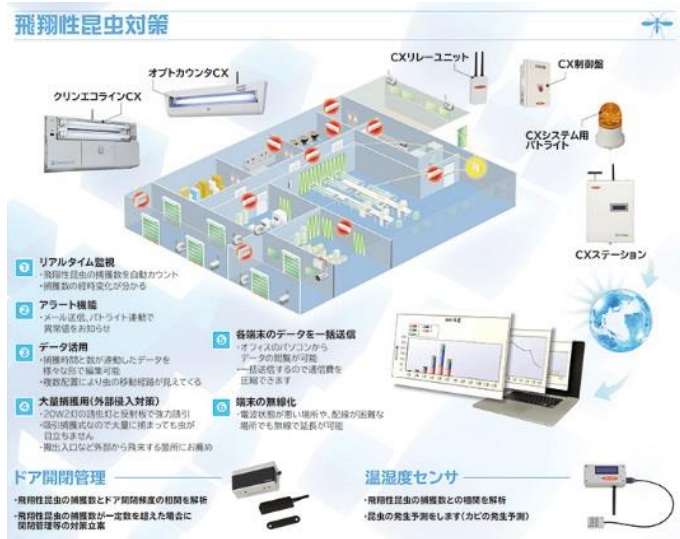 飛翔性昆虫対策
オプトカウンタCX
クリンエコラインCX
CXリレーユニット
CX制御盤
CXシステム用
パトライト
CXステーション
1 リアルタイム監視
・飛翔性昆虫の捕獲数を自動カウント
・捕獲数の経時変化が分かる
2 アラート機能
・メール送信、パトライト連動で
異常値をお知らせ
3 データ活用
・捕獲時間と数が連動したデータを
様々な形で編集可能
・複数配置により虫の移動経路が見えてくる
4 大量捕獲用(外部侵入対策)
・20W2灯の誘虫灯と反射板で強力誘引
・吸引捕獲式なので大量に捕まっても虫が
目立ちません
・搬出入口など外部から飛来する箇所にお薦め
5 各端末のデータを一括送信
・オフィスのパソコンから
データの閲覧が可能
・一括送信するので通信費を
圧縮できます
6 端末の無線化
・電波状態が悪い場所や、配線が困難な
場所でも無線で延長が可能
ドア開閉管理
・飛翔性昆虫の捕獲数とドア開閉頻度の相関を解析
・飛翔性昆虫の捕獲数が一定数を超えた場合に
開閉管理等の対策立案
温湿度センサ
・飛翔性昆虫の捕獲数との相関を解析
・昆虫の発生予測をします(カビの発生予測)